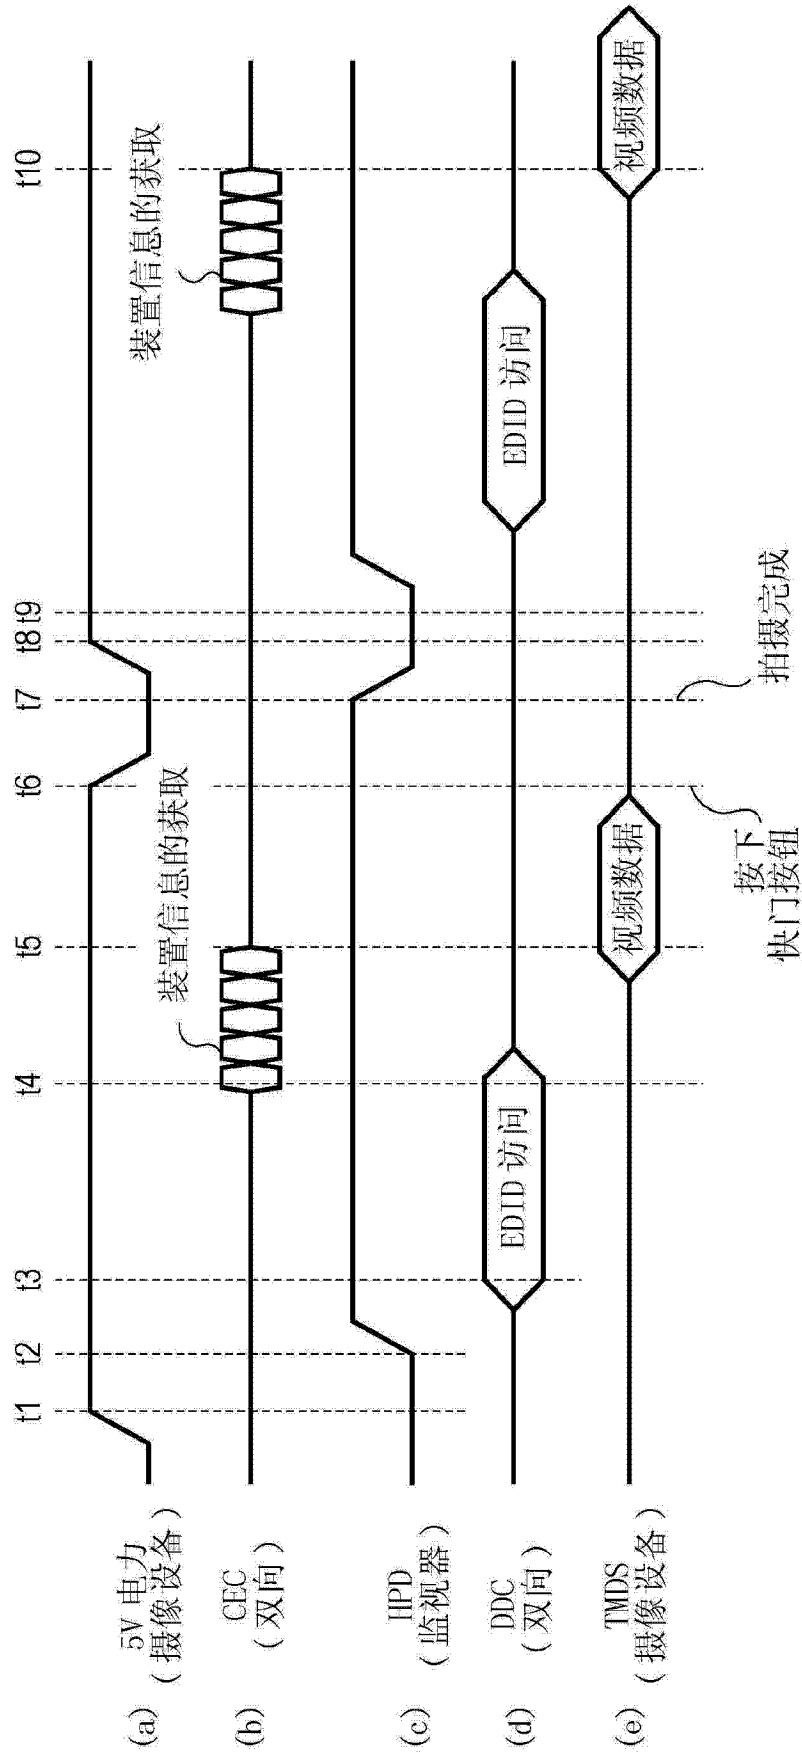 t1
t2
t3
t4
t5
t6
t7
t8
t9
t10
(a)
5V 电力
(摄像设备)
(b)
CEC
(双向)
装置信息的获取
装置信息的获取
(c)
HPD
(监视器)
(d)
DDC
(双向)
EDID 访问
EDID 访问
(e)
TMDS
(摄像设备)
视频数据
视频数据
按下
快门按钮
拍摄完成